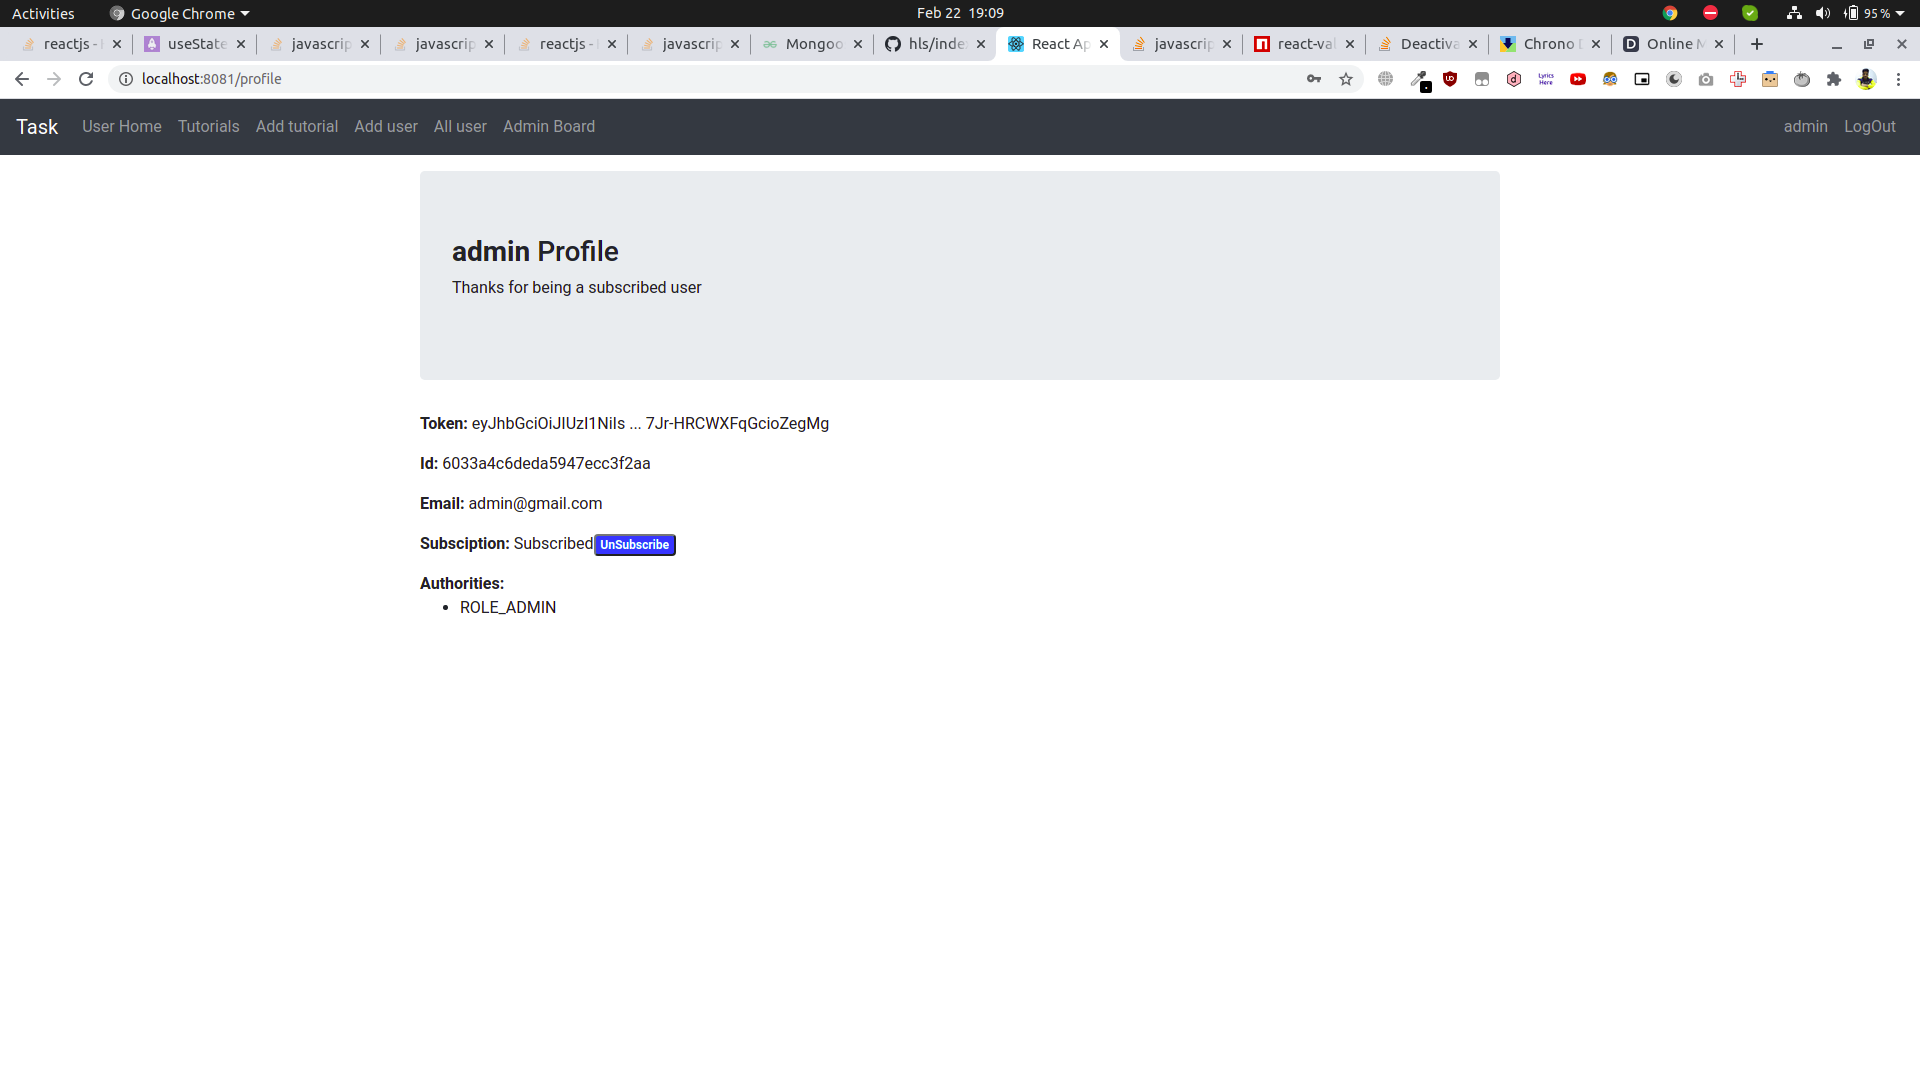 Activities Google Chrome Feb 22 19:09 95 %
reactjs - useState javascrip javascrip reactjs - javascrip Mongoo hls/inde React Ap javascrip react-val Deactiva Chrono Online M
localhost:8081/profile
Task User Home Tutorials Add tutorial Add user All user Admin Board admin LogOut
admin Profile
Thanks for being a subscribed user
Token: eyJhbGciOiJIUzI1NiIs ... 7Jr-HRCWXFqGcioZegMg
Id: 6033a4c6deda5947ecc3f2aa
Email: admin@gmail.com
Subsciption: Subscribed UnSubscribe
Authorities:
• ROLE_ADMIN